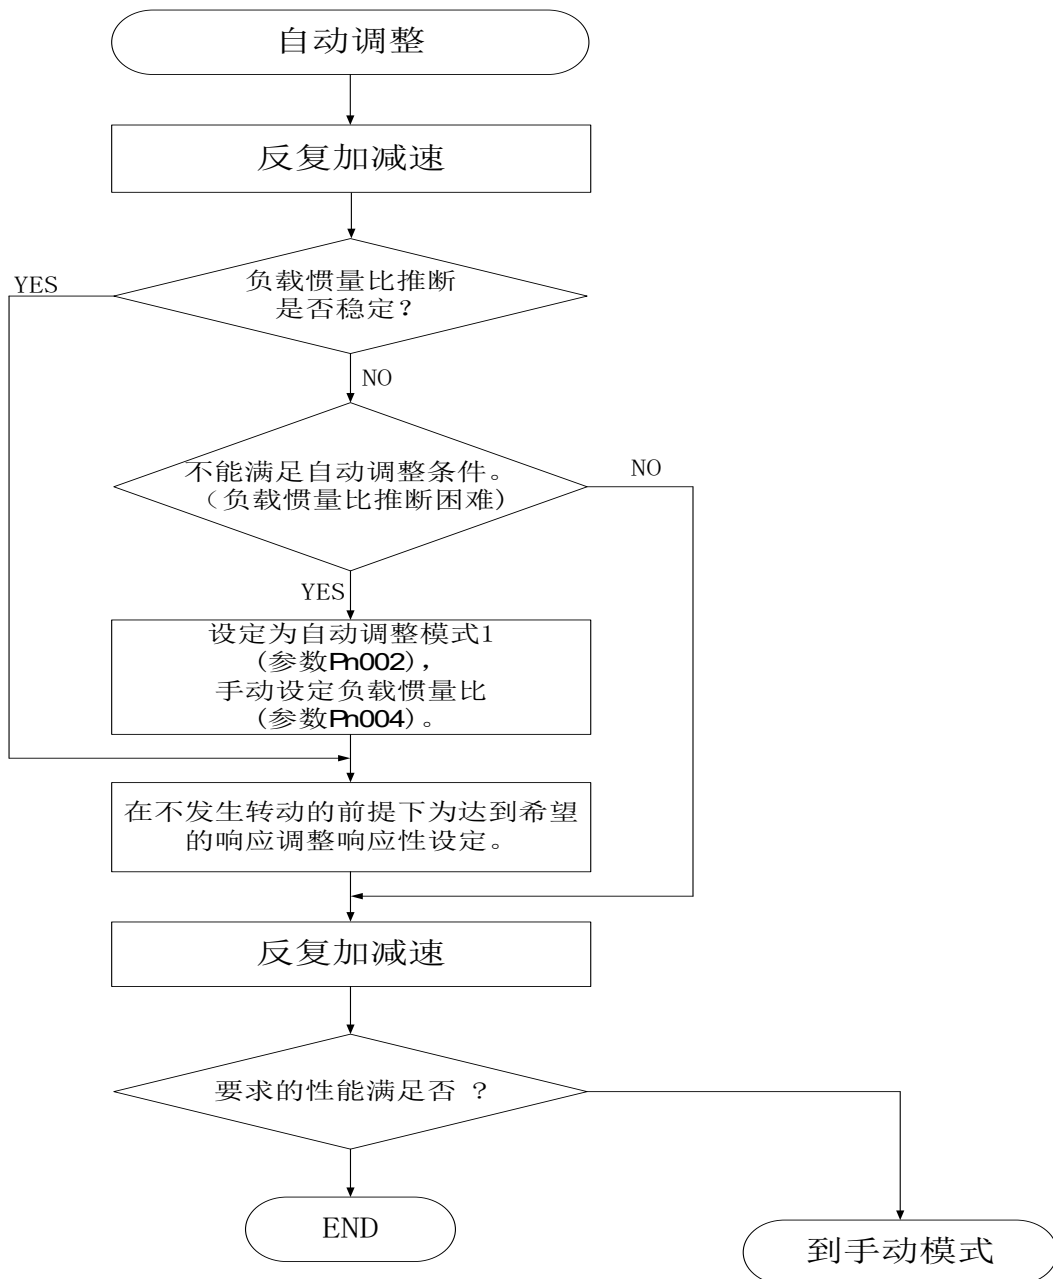 自动调整
反复加减速
负载惯量比推断
是否稳定？
YES
NO
不能满足自动调整条件。
（负载惯量比推断困难)
NO
YES
设定为自动调整模式1
(参数Pn002)，
手动设定负载惯量比
(参数Pn004)。
在不发生转动的前提下为达到希望
的响应调整响应性设定。
反复加减速
要求的性能满足否 ？
END
到手动模式